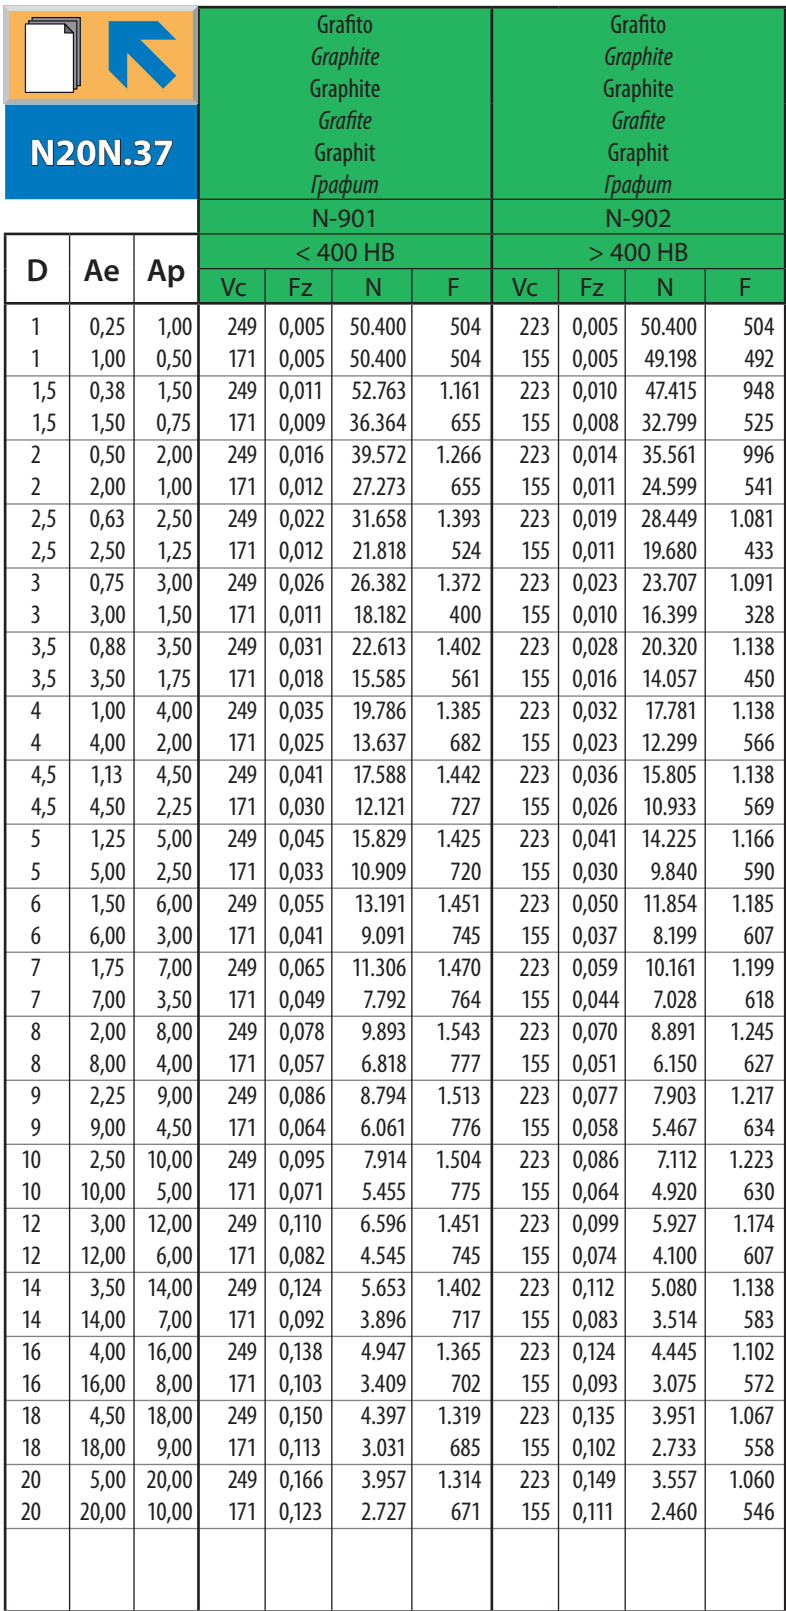 Grafito Grafito
Graphite Graphite
Graphite Graphite
Grafite Grafite
N20N.37 Graphit Graphit
Графит Графит
N-901 N-902
D Ae Ap < 400 HB > 400 HB
Vc Fz N F Vc Fz N F
1 0,25 1,00 249 0,005 50.400 504 223 0,005 50.400 504
1 1,00 0,50 171 0,005 50.400 504 155 0,005 49.198 492
1,5 0,38 1,50 249 0,011 52.763 1.161 223 0,010 47.415 948
1,5 1,50 0,75 171 0,009 36.364 655 155 0,008 32.799 525
2 0,50 2,00 249 0,016 39.572 1.266 223 0,014 35.561 996
2 2,00 1,00 171 0,012 27.273 655 155 0,011 24.599 541
2,5 0,63 2,50 249 0,022 31.658 1.393 223 0,019 28.449 1.081
2,5 2,50 1,25 171 0,012 21.818 524 155 0,011 19.680 433
3 0,75 3,00 249 0,026 26.382 1.372 223 0,023 23.707 1.091
3 3,00 1,50 171 0,011 18.182 400 155 0,010 16.399 328
3,5 0,88 3,50 249 0,031 22.613 1.402 223 0,028 20.320 1.138
3,5 3,50 1,75 171 0,018 15.585 561 155 0,016 14.057 450
4 1,00 4,00 249 0,035 19.786 1.385 223 0,032 17.781 1.138
4 4,00 2,00 171 0,025 13.637 682 155 0,023 12.299 566
4,5 1,13 4,50 249 0,041 17.588 1.442 223 0,036 15.805 1.138
4,5 4,50 2,25 171 0,030 12.121 727 155 0,026 10.933 569
5 1,25 5,00 249 0,045 15.829 1.425 223 0,041 14.225 1.166
5 5,00 2,50 171 0,033 10.909 720 155 0,030 9.840 590
6 1,50 6,00 249 0,055 13.191 1.451 223 0,050 11.854 1.185
6 6,00 3,00 171 0,041 9.091 745 155 0,037 8.199 607
7 1,75 7,00 249 0,065 11.306 1.470 223 0,059 10.161 1.199
7 7,00 3,50 171 0,049 7.792 764 155 0,044 7.028 618
8 2,00 8,00 249 0,078 9.893 1.543 223 0,070 8.891 1.245
8 8,00 4,00 171 0,057 6.818 777 155 0,051 6.150 627
9 2,25 9,00 249 0,086 8.794 1.513 223 0,077 7.903 1.217
9 9,00 4,50 171 0,064 6.061 776 155 0,058 5.467 634
10 2,50 10,00 249 0,095 7.914 1.504 223 0,086 7.112 1.223
10 10,00 5,00 171 0,071 5.455 775 155 0,064 4.920 630
12 3,00 12,00 249 0,110 6.596 1.451 223 0,099 5.927 1.174
12 12,00 6,00 171 0,082 4.545 745 155 0,074 4.100 607
14 3,50 14,00 249 0,124 5.653 1.402 223 0,112 5.080 1.138
14 14,00 7,00 171 0,092 3.896 717 155 0,083 3.514 583
16 4,00 16,00 249 0,138 4.947 1.365 223 0,124 4.445 1.102
16 16,00 8,00 171 0,103 3.409 702 155 0,093 3.075 572
18 4,50 18,00 249 0,150 4.397 1.319 223 0,135 3.951 1.067
18 18,00 9,00 171 0,113 3.031 685 155 0,102 2.733 558
20 5,00 20,00 249 0,166 3.957 1.314 223 0,149 3.557 1.060
20 20,00 10,00 171 0,123 2.727 671 155 0,111 2.460 546